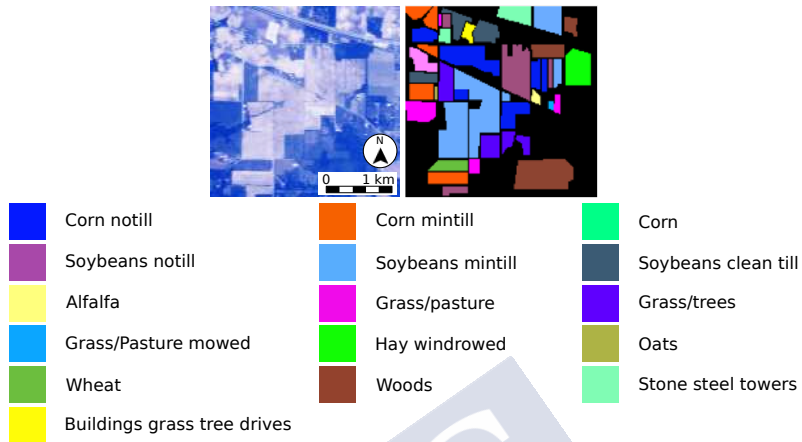 N
0 1 km
Corn notill Corn mintill Corn
Soybeans notill Soybeans mintill Soybeans clean till
Alfalfa Grass/pasture Grass/trees
Grass/Pasture mowed Hay windrowed Oats
Wheat Woods Stone steel towers
Buildings grass tree drives